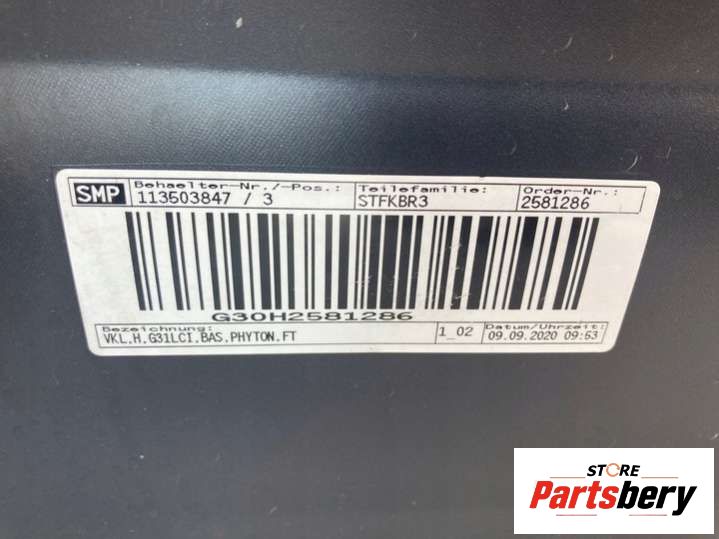 SMP
Behaelter-Nr./-Pos.: Teilefamilie: Order-Nr.:
113503847 / 3 STFKBR3 2581286
G30H2581286
Bezeichnung: 1_02 Datum/Uhrzeit:
VKL.H.G31LCI.BAS.PHYTON.FT 09.09.2020 09:53
STORE
Partsbery